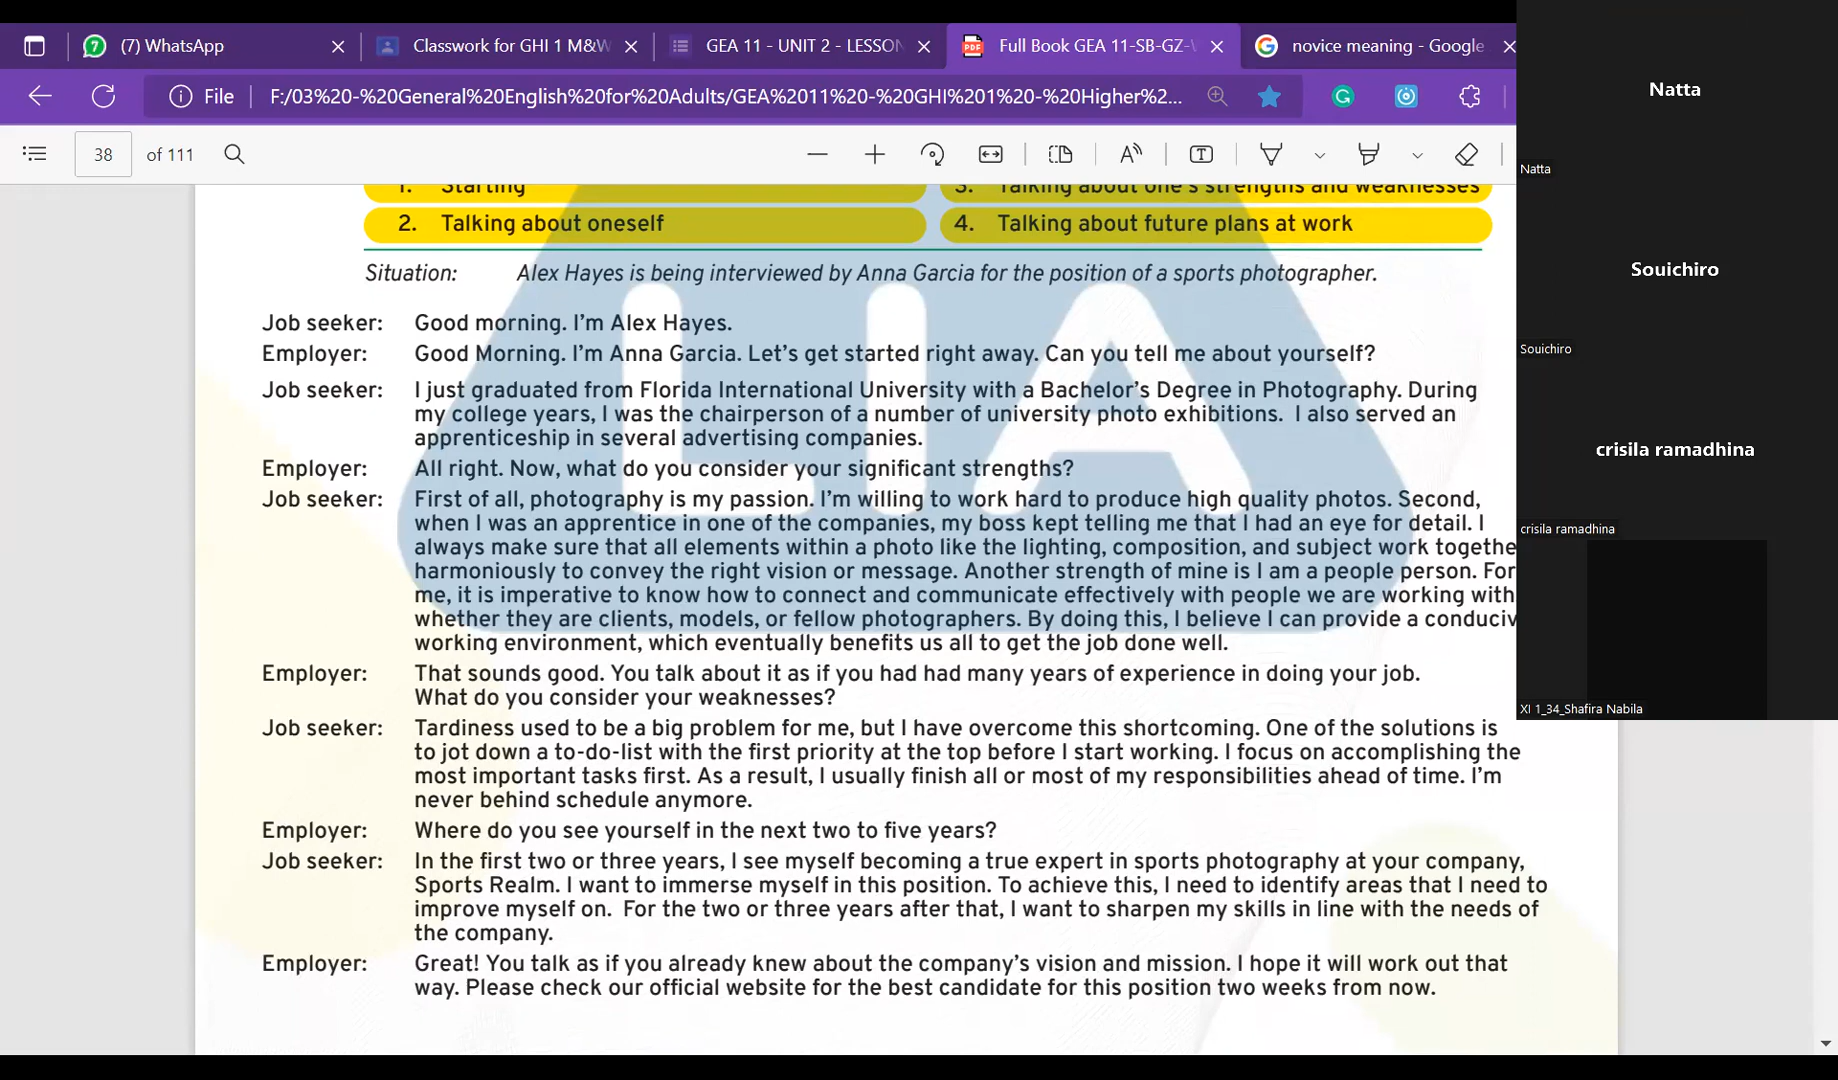 (7) WhatsApp
Classwork for GHI 1 M&W
GEA 11 - UNIT 2 - LESSON
Full Book GEA 11-SB-GZ-
novice meaning - Google
File
F:/03%20-%20General%20English%20for%20Adults/GEA%2011%20-%20GHI%201%20-%20Higher%2...
38 of 111
1. Starting
3. Talking about one's strengths and weaknesses
2. Talking about oneself
4. Talking about future plans at work
Situation: Alex Hayes is being interviewed by Anna Garcia for the position of a sports photographer.
Job seeker: Good morning. I'm Alex Hayes.
Employer: Good Morning. I'm Anna Garcia. Let's get started right away. Can you tell me about yourself?
Job seeker: I just graduated from Florida International University with a Bachelor's Degree in Photography. During
my college years, I was the chairperson of a number of university photo exhibitions. I also served an
apprenticeship in several advertising companies.
Employer: All right. Now, what do you consider your significant strengths?
Job seeker: First of all, photography is my passion. I'm willing to work hard to produce high quality photos. Second,
when I was an apprentice in one of the companies, my boss kept telling me that I had an eye for detail. I
always make sure that all elements within a photo like the lighting, composition, and subject work togethe
harmoniously to convey the right vision or message. Another strength of mine is I am a people person. For
me, it is imperative to know how to connect and communicate effectively with people we are working with
whether they are clients, models, or fellow photographers. By doing this, I believe I can provide a conduciv
working environment, which eventually benefits us all to get the job done well.
Employer: That sounds good. You talk about it as if you had had many years of experience in doing your job.
What do you consider your weaknesses?
Job seeker: Tardiness used to be a big problem for me, but I have overcome this shortcoming. One of the solutions is
to jot down a to-do-list with the first priority at the top before I start working. I focus on accomplishing the
most important tasks first. As a result, I usually finish all or most of my responsibilities ahead of time. I'm
never behind schedule anymore.
Employer: Where do you see yourself in the next two to five years?
Job seeker: In the first two or three years, I see myself becoming a true expert in sports photography at your company,
Sports Realm. I want to immerse myself in this position. To achieve this, I need to identify areas that I need to
improve myself on. For the two or three years after that, I want to sharpen my skills in line with the needs of
the company.
Employer: Great! You talk as if you already knew about the company's vision and mission. I hope it will work out that
way. Please check our official website for the best candidate for this position two weeks from now.
LIA
Natta
Natta
Souichiro
Souichiro
crisila ramadhina
crisila ramadhina
XI 1_34_Shafira Nabila